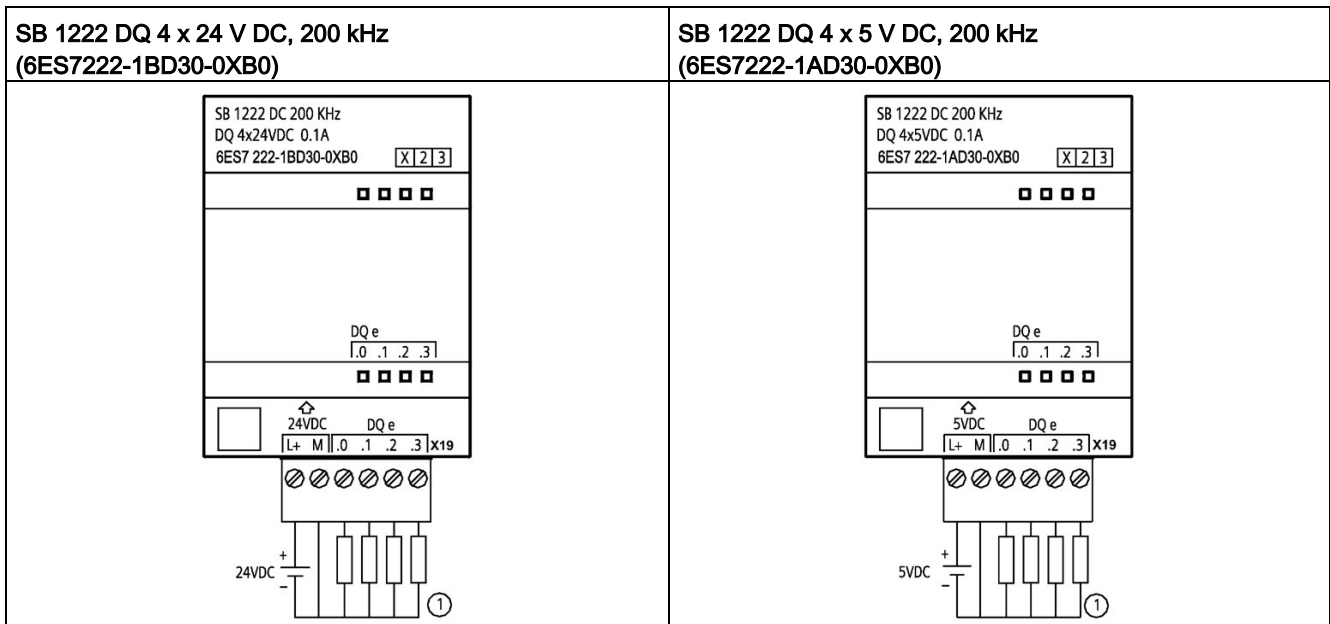 SB 1222 DQ 4 x 24 V DC, 200 kHz
(6ES7222-1BD30-0XB0)
SB 1222 DC 200 KHz
DQ 4x24VDC 0.1A
6ES7 222-1BD30-0XB0 X 2 3
DQ e
.0 .1 .2 .3
24VDC DQ e
L+ M .0 .1 .2 .3 X19
+
24VDC
−
1
SB 1222 DQ 4 x 5 V DC, 200 kHz
(6ES7222-1AD30-0XB0)
SB 1222 DC 200 KHz
DQ 4x5VDC 0.1A
6ES7 222-1AD30-0XB0 X 2 3
DQ e
.0 .1 .2 .3
5VDC DQ e
L+ M .0 .1 .2 .3 X19
+
5VDC
−
1